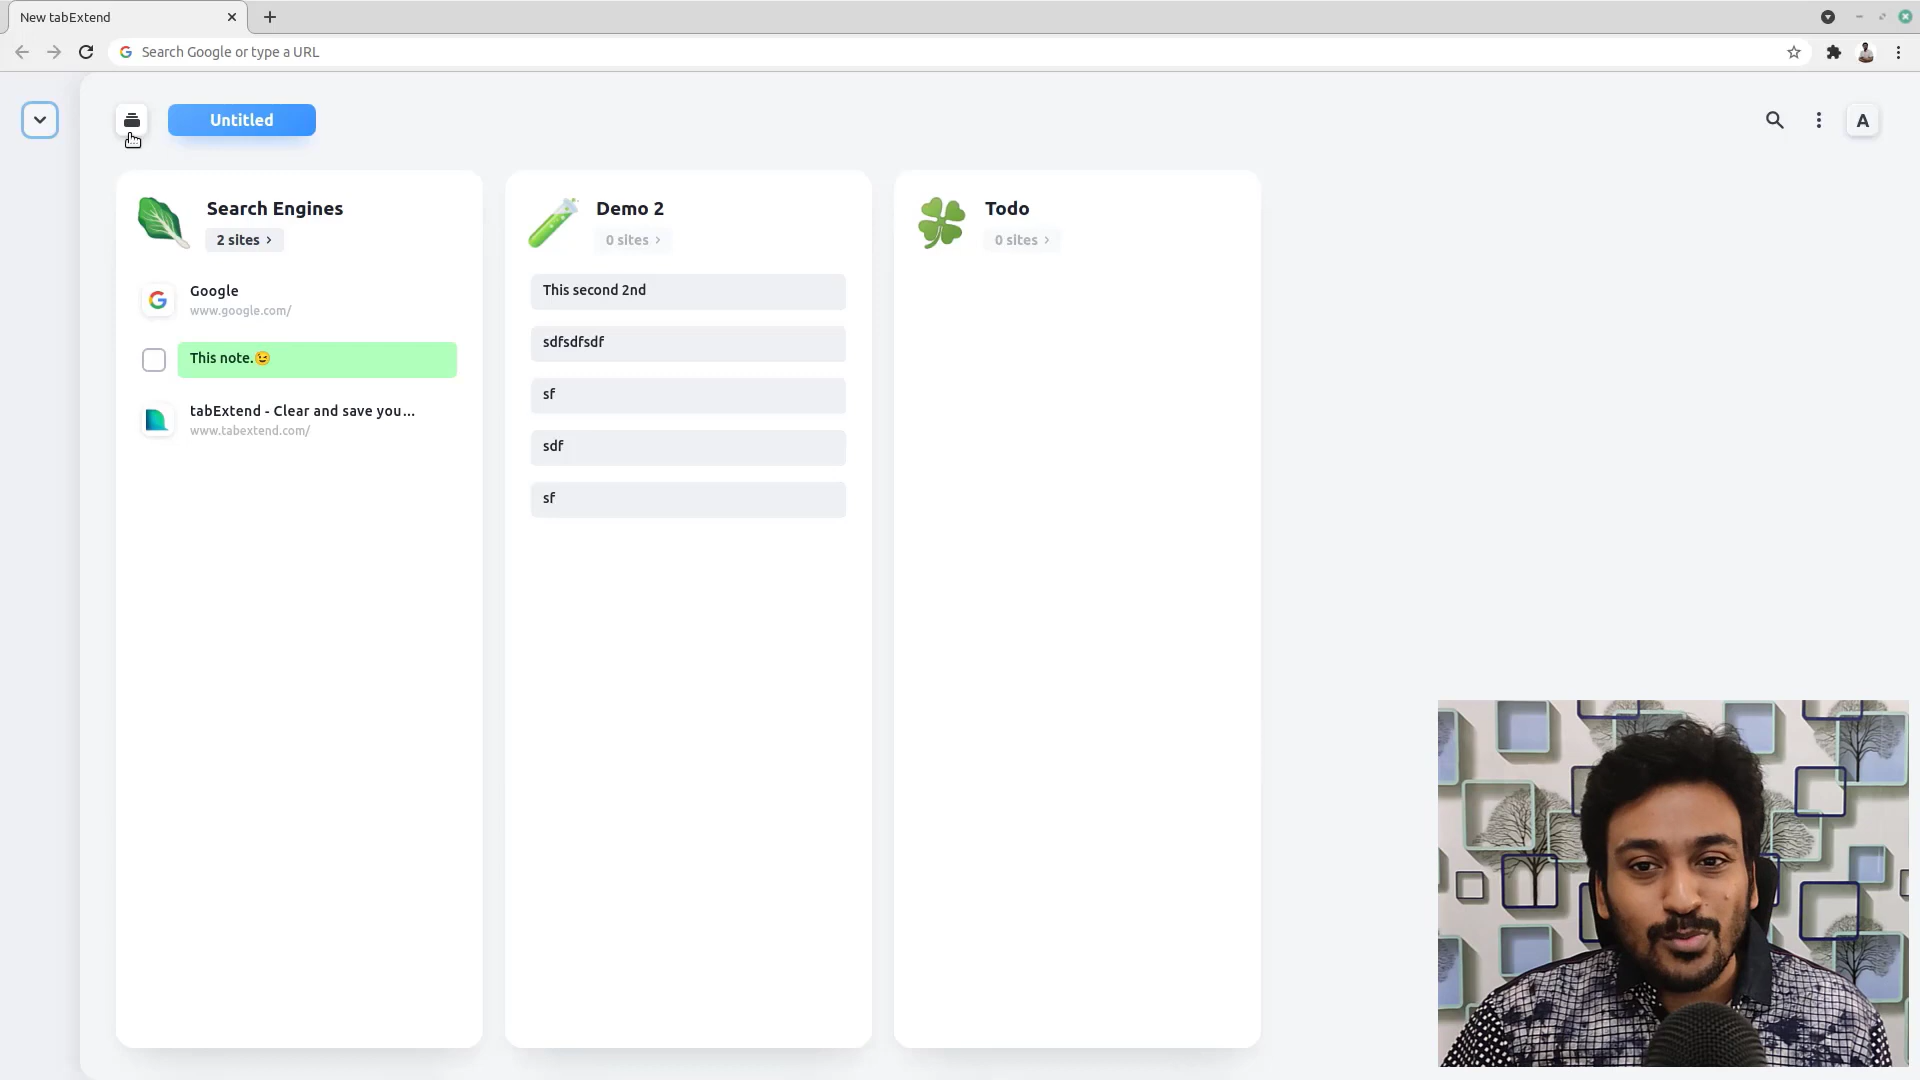 New tabExtend
Search Google or type a URL
Untitled
A
Search Engines
2 sites
Google
www.google.com/
This note.😉
tabExtend - Clear and save you...
www.tabextend.com/
Demo 2
0 sites
This second 2nd
sdfsdfsdf
sf
sdf
sf
Todo
0 sites